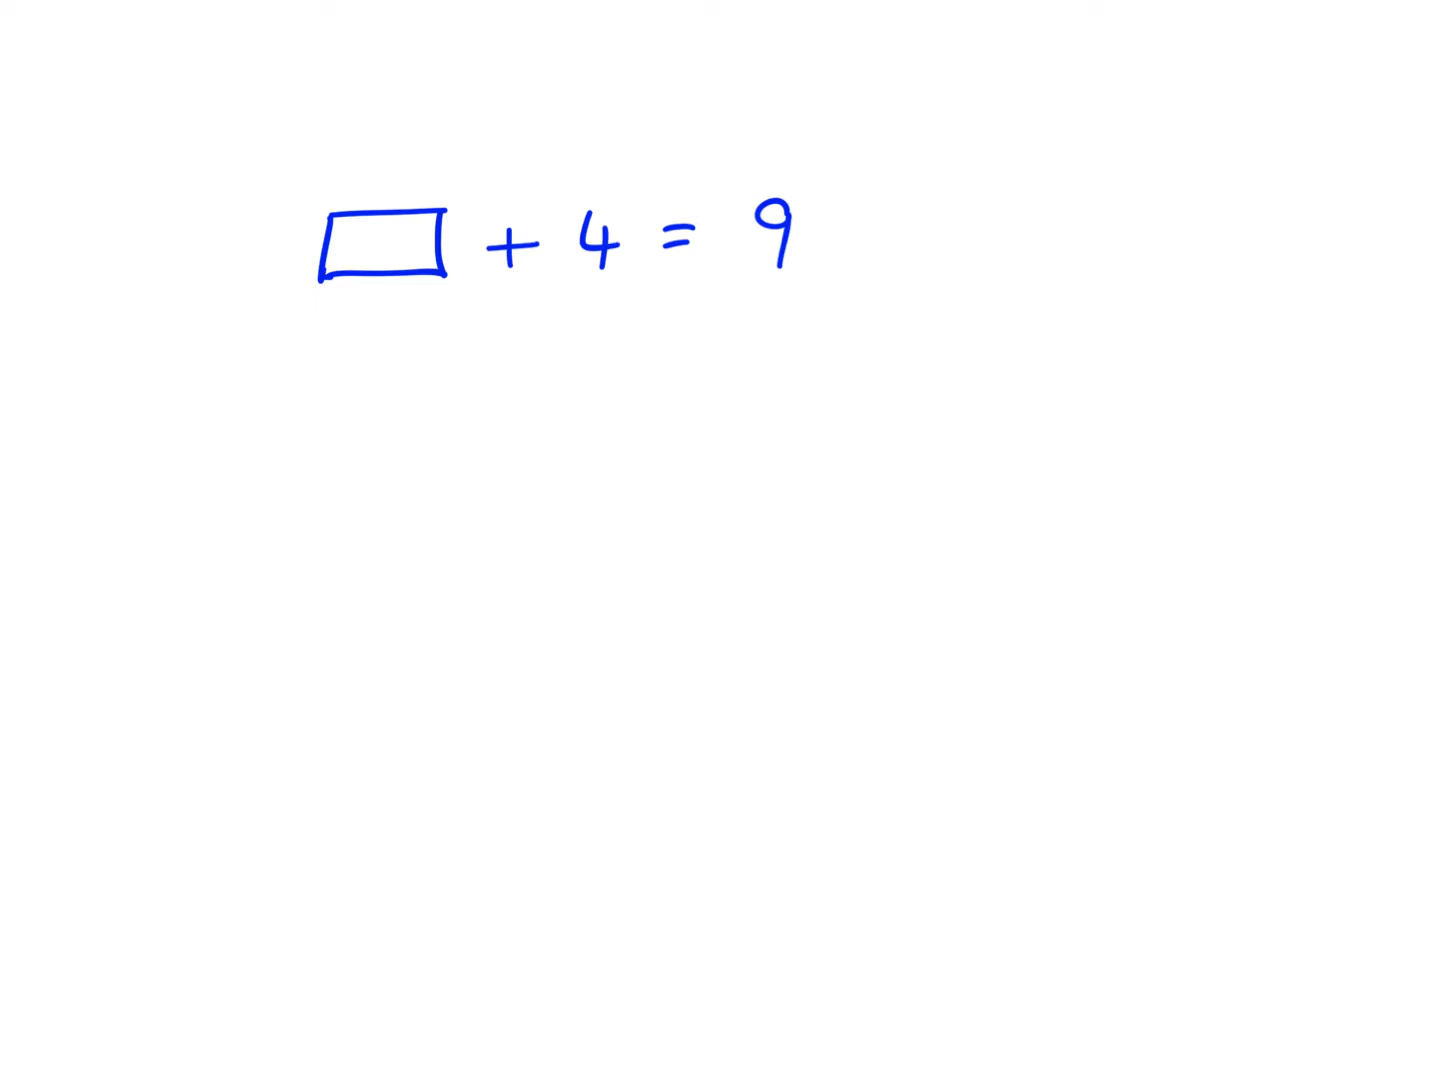 □ + 4 = 9